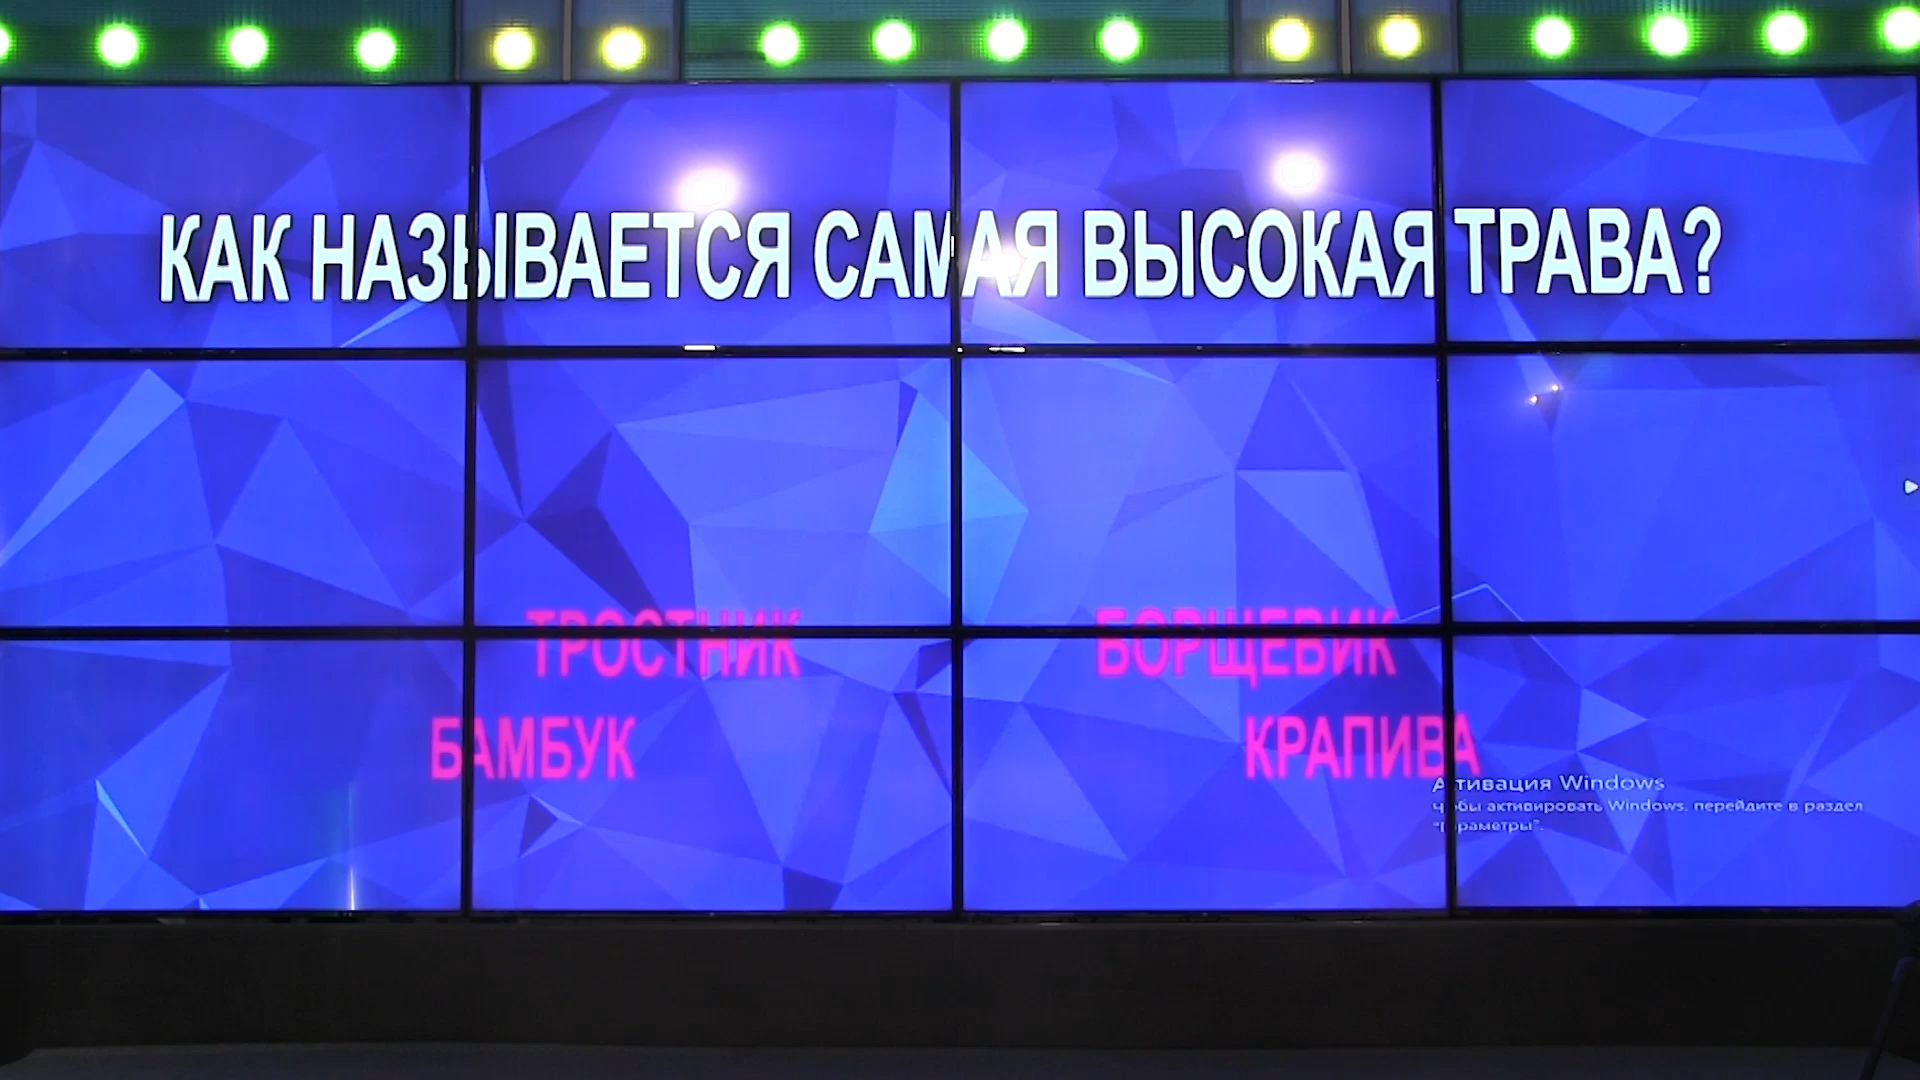 КАК НАЗЫВАЕТСЯ САМАЯ ВЫСОКАЯ ТРАВА?
ТРОСТНИК БОРЩЕВИК
БАМБУК КРАПИВА
Активация Windows
Чтобы активировать Windows, перейдите в раздел
"Параметры".